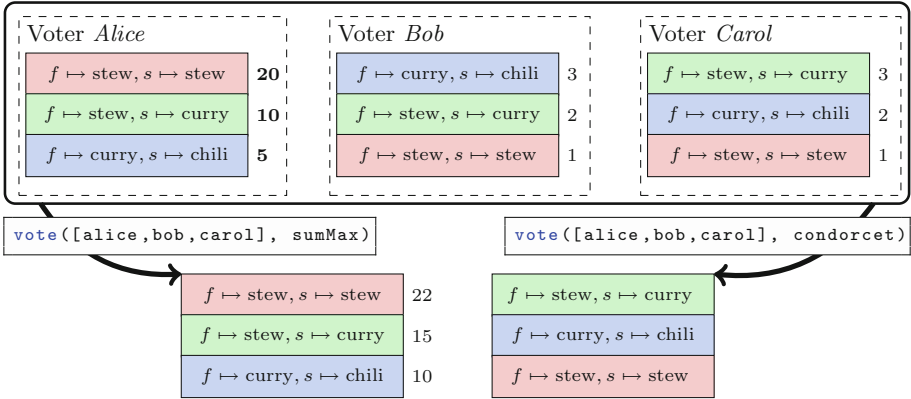 Voter Alice
f ↦ stew, s ↦ stew 20
f ↦ stew, s ↦ curry 10
f ↦ curry, s ↦ chili 5
Voter Bob
f ↦ curry, s ↦ chili 3
f ↦ stew, s ↦ curry 2
f ↦ stew, s ↦ stew 1
Voter Carol
f ↦ stew, s ↦ curry 3
f ↦ curry, s ↦ chili 2
f ↦ stew, s ↦ stew 1
vote([alice,bob,carol], sumMax)
vote([alice,bob,carol], condorcet)
f ↦ stew, s ↦ stew 22
f ↦ stew, s ↦ curry 15
f ↦ curry, s ↦ chili 10
f ↦ stew, s ↦ curry
f ↦ curry, s ↦ chili
f ↦ stew, s ↦ stew